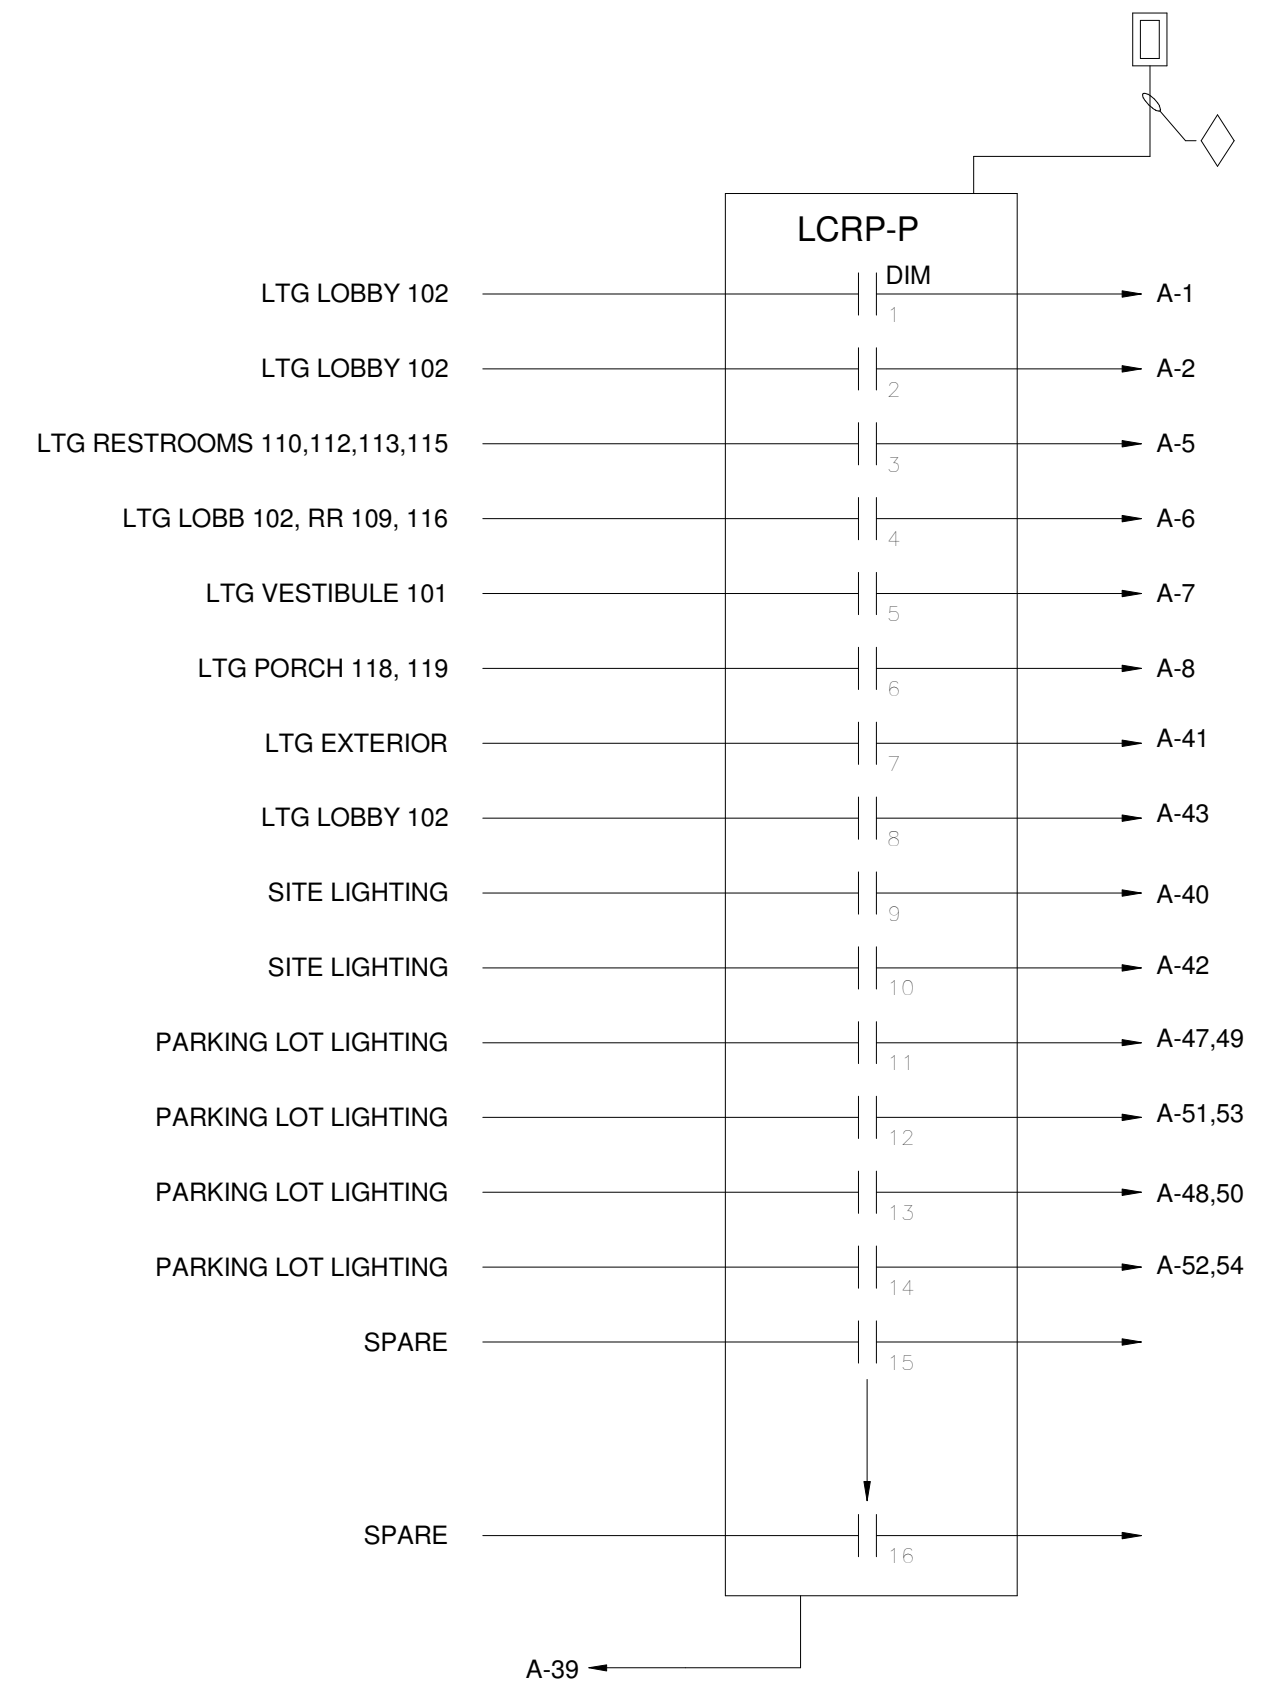 LCRP-P
DIM
LTG LOBBY 102 1 A-1
LTG LOBBY 102 2 A-2
LTG RESTROOMS 110,112,113,115 3 A-5
LTG LOBB 102, RR 109, 116 4 A-6
LTG VESTIBULE 101 5 A-7
LTG PORCH 118, 119 6 A-8
LTG EXTERIOR 7 A-41
LTG LOBBY 102 8 A-43
SITE LIGHTING 9 A-40
SITE LIGHTING 10 A-42
PARKING LOT LIGHTING 11 A-47,49
PARKING LOT LIGHTING 12 A-51,53
PARKING LOT LIGHTING 13 A-48,50
PARKING LOT LIGHTING 14 A-52,54
SPARE 15
SPARE 16
A-39